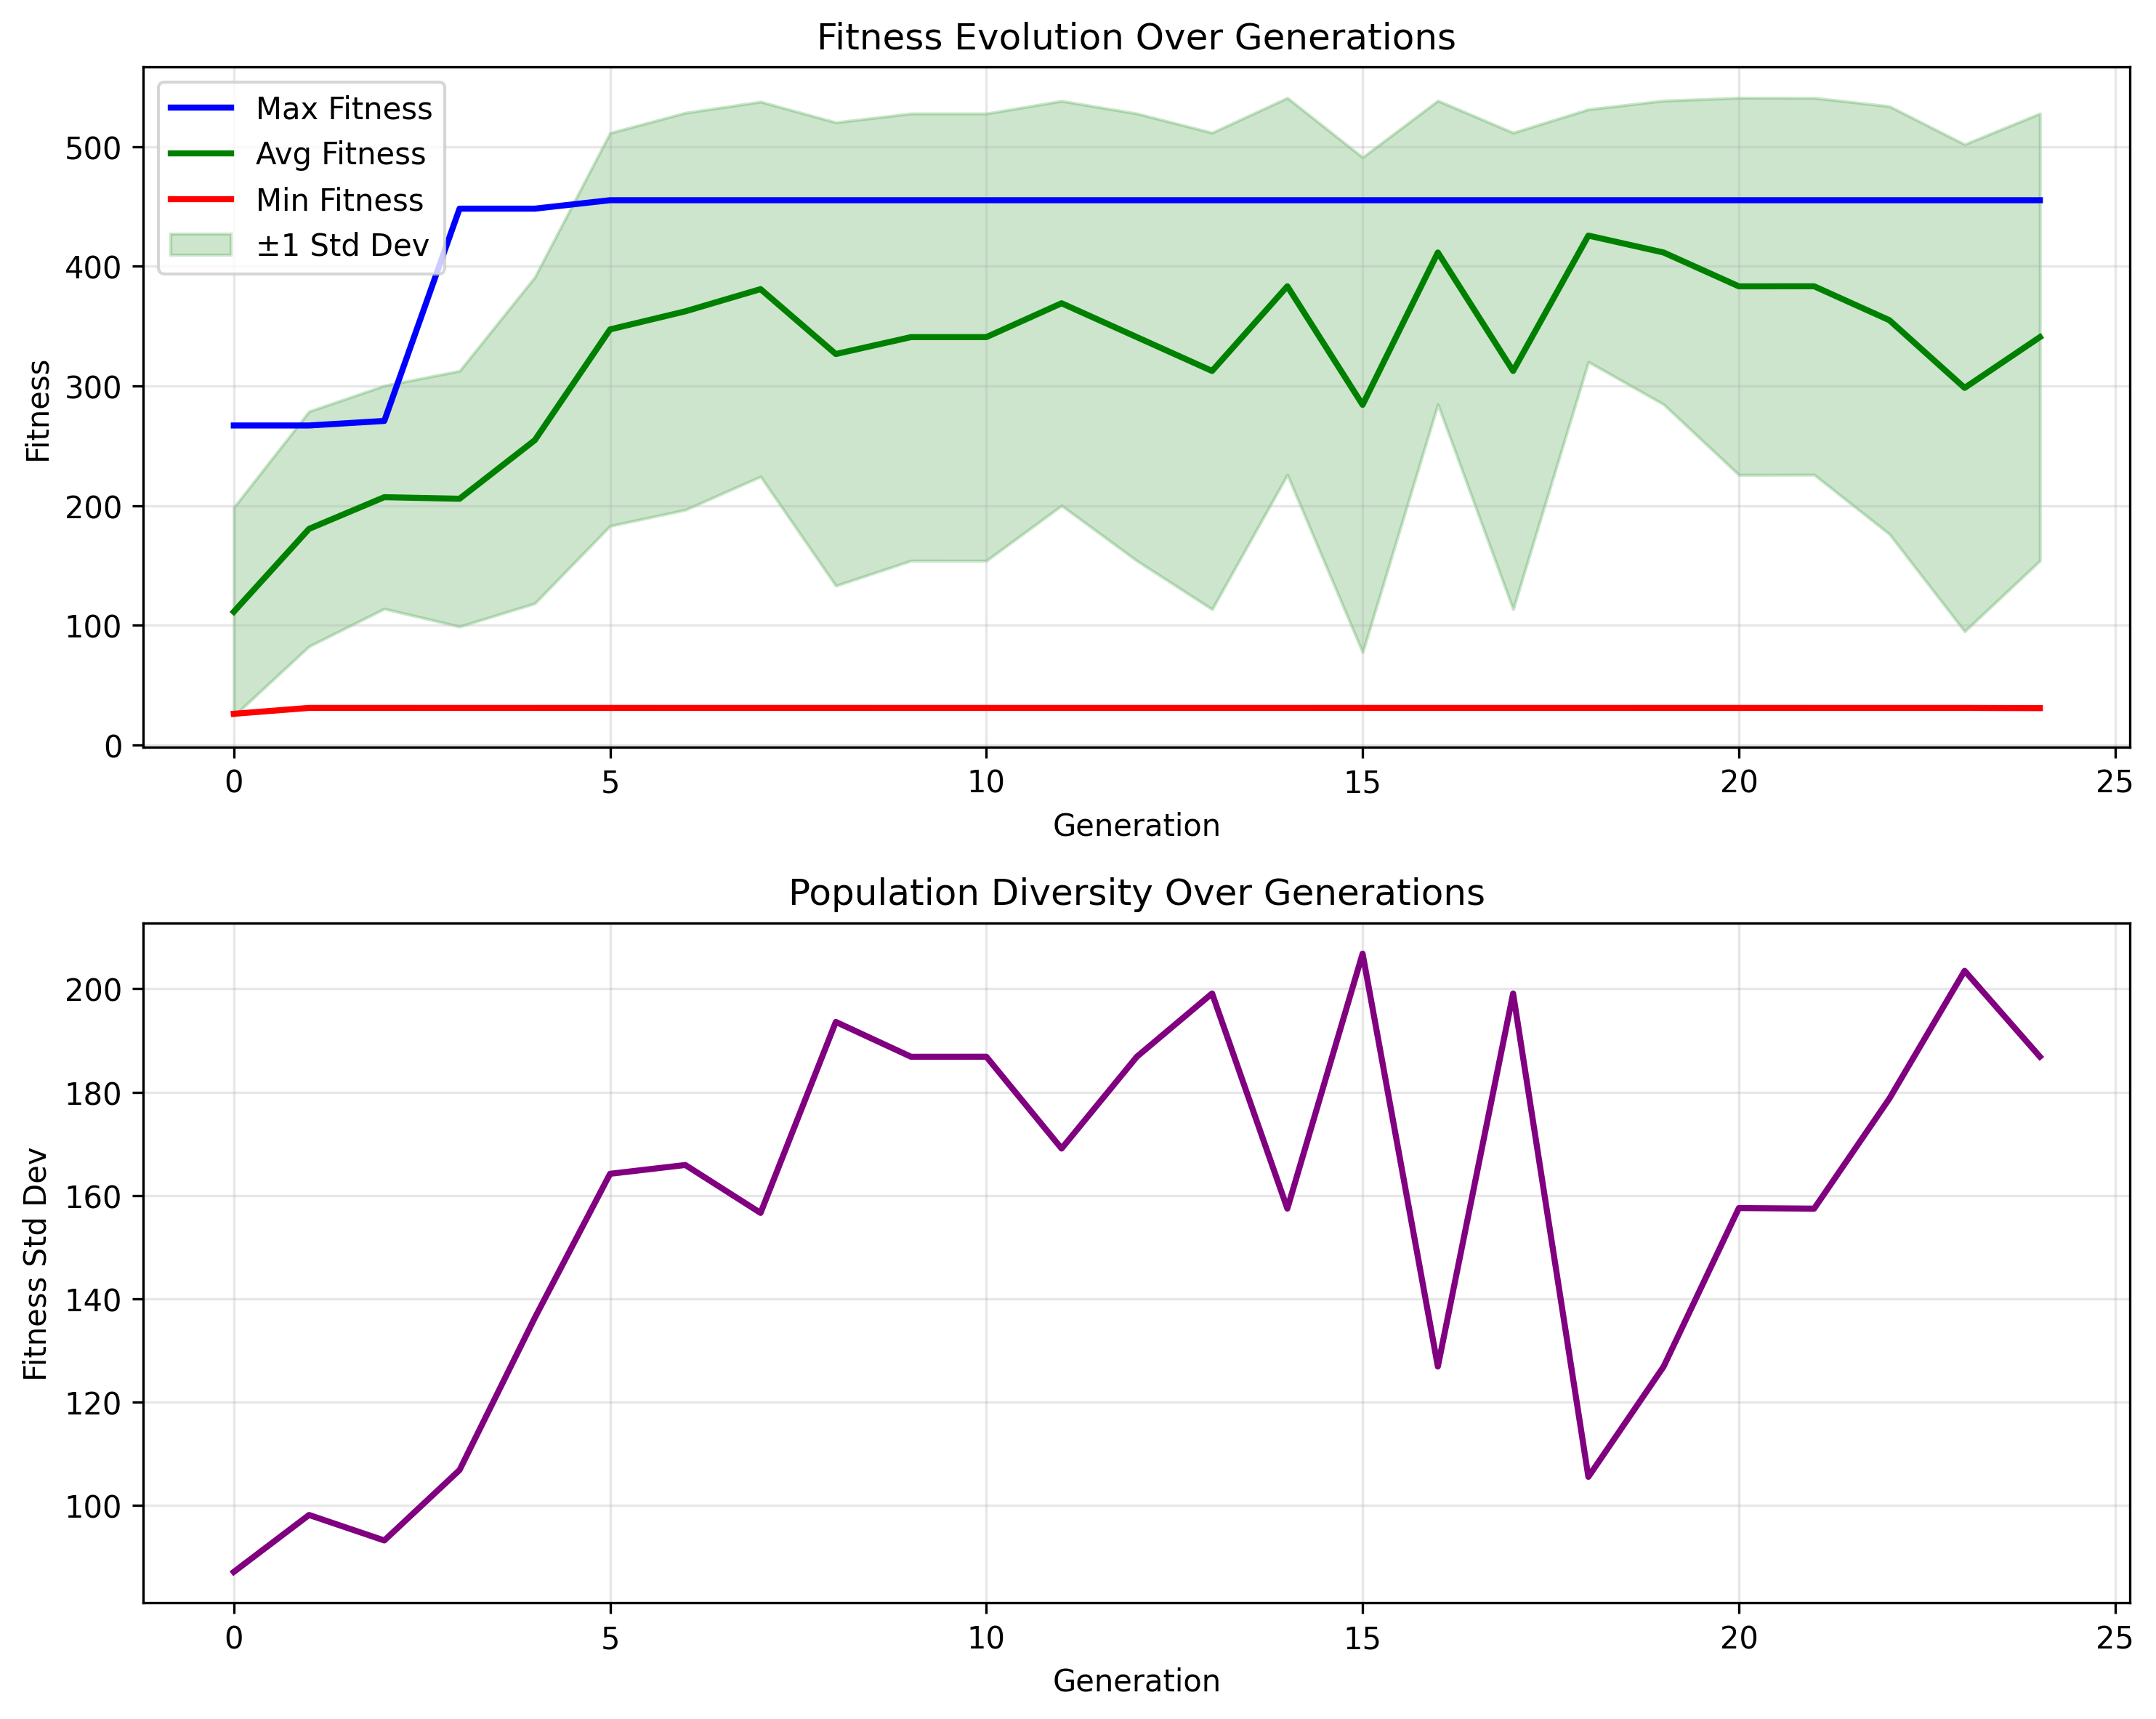 Fitness Evolution Over Generations
Max Fitness
Avg Fitness
Min Fitness
±1 Std Dev
Fitness
500
400
300
200
100
0
0 5 10 15 20 25
Generation
Population Diversity Over Generations
Fitness Std Dev
200
180
160
140
120
100
0 5 10 15 20 25
Generation